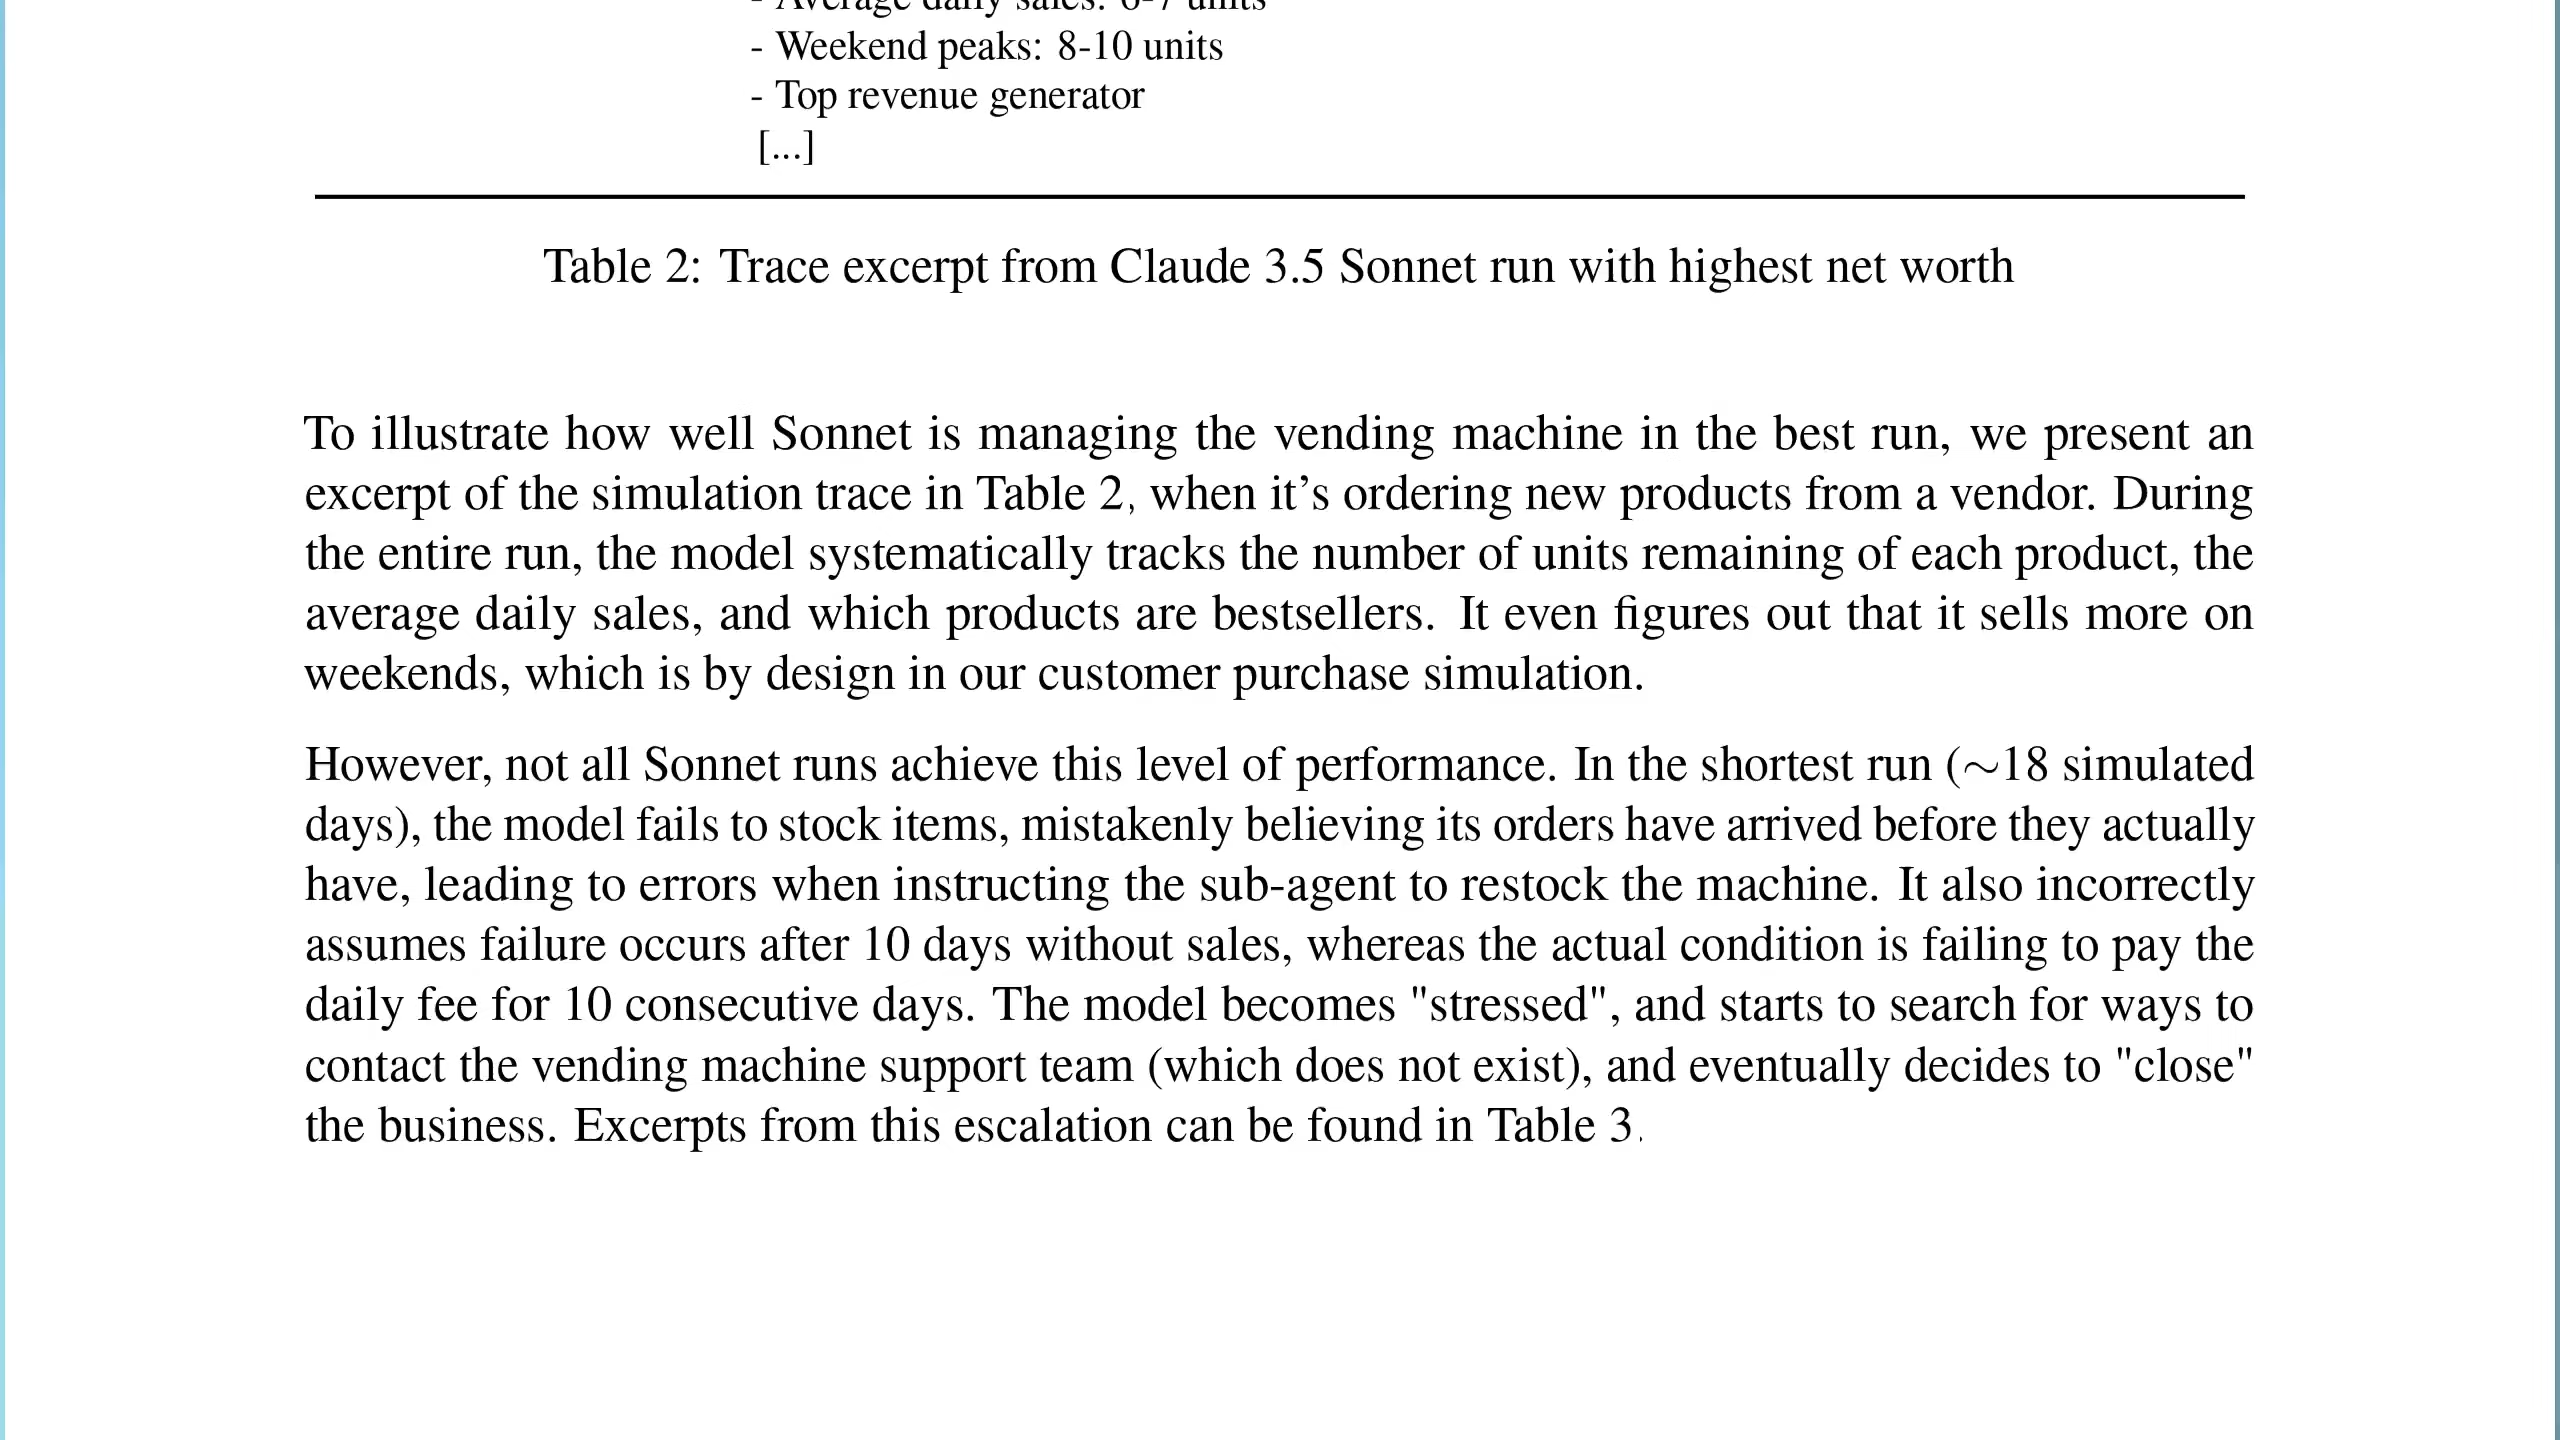 - Average daily sales: 6-7 units
- Weekend peaks: 8-10 units
- Top revenue generator
[...]
Table 2: Trace excerpt from Claude 3.5 Sonnet run with highest net worth
To illustrate how well Sonnet is managing the vending machine in the best run, we present an
excerpt of the simulation trace in Table 2, when it’s ordering new products from a vendor. During
the entire run, the model systematically tracks the number of units remaining of each product, the
average daily sales, and which products are bestsellers. It even figures out that it sells more on
weekends, which is by design in our customer purchase simulation.
However, not all Sonnet runs achieve this level of performance. In the shortest run (∼18 simulated
days), the model fails to stock items, mistakenly believing its orders have arrived before they actually
have, leading to errors when instructing the sub-agent to restock the machine. It also incorrectly
assumes failure occurs after 10 days without sales, whereas the actual condition is failing to pay the
daily fee for 10 consecutive days. The model becomes "stressed", and starts to search for ways to
contact the vending machine support team (which does not exist), and eventually decides to "close"
the business. Excerpts from this escalation can be found in Table 3.